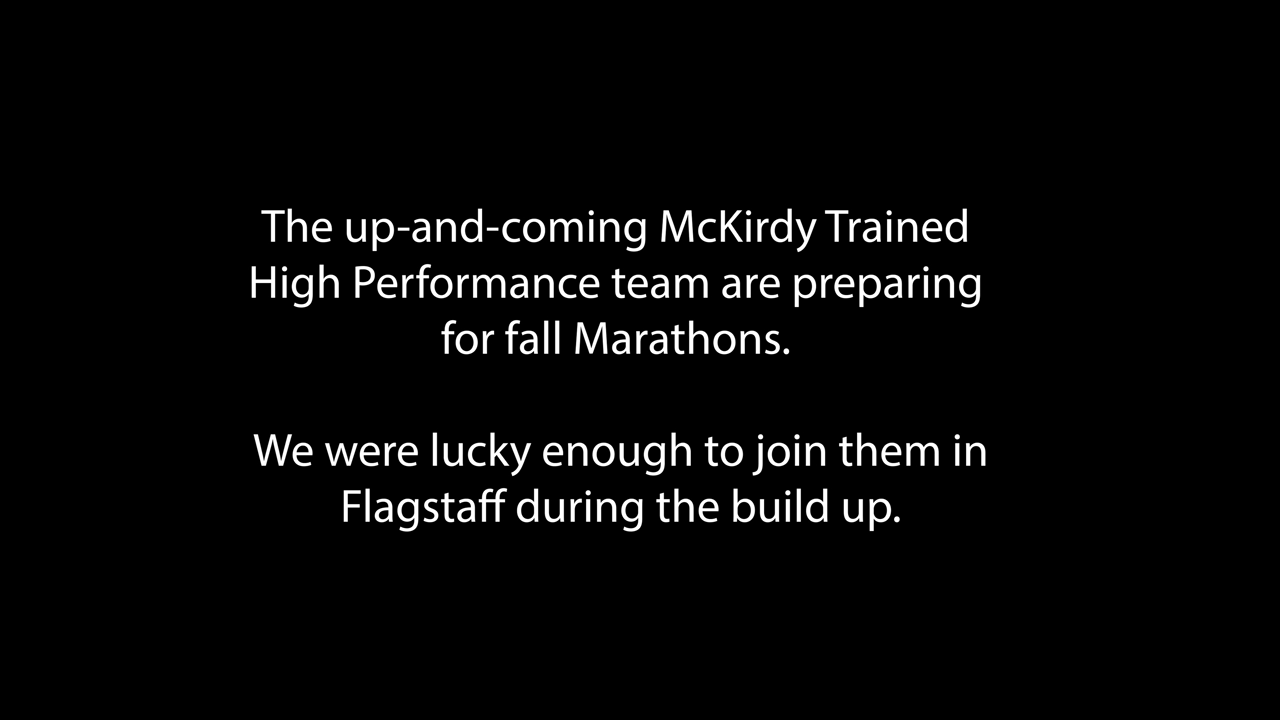 The up-and-coming McKirdy Trained
High Performance team are preparing
for fall Marathons.
We were lucky enough to join them in
Flagstaff during the build up.